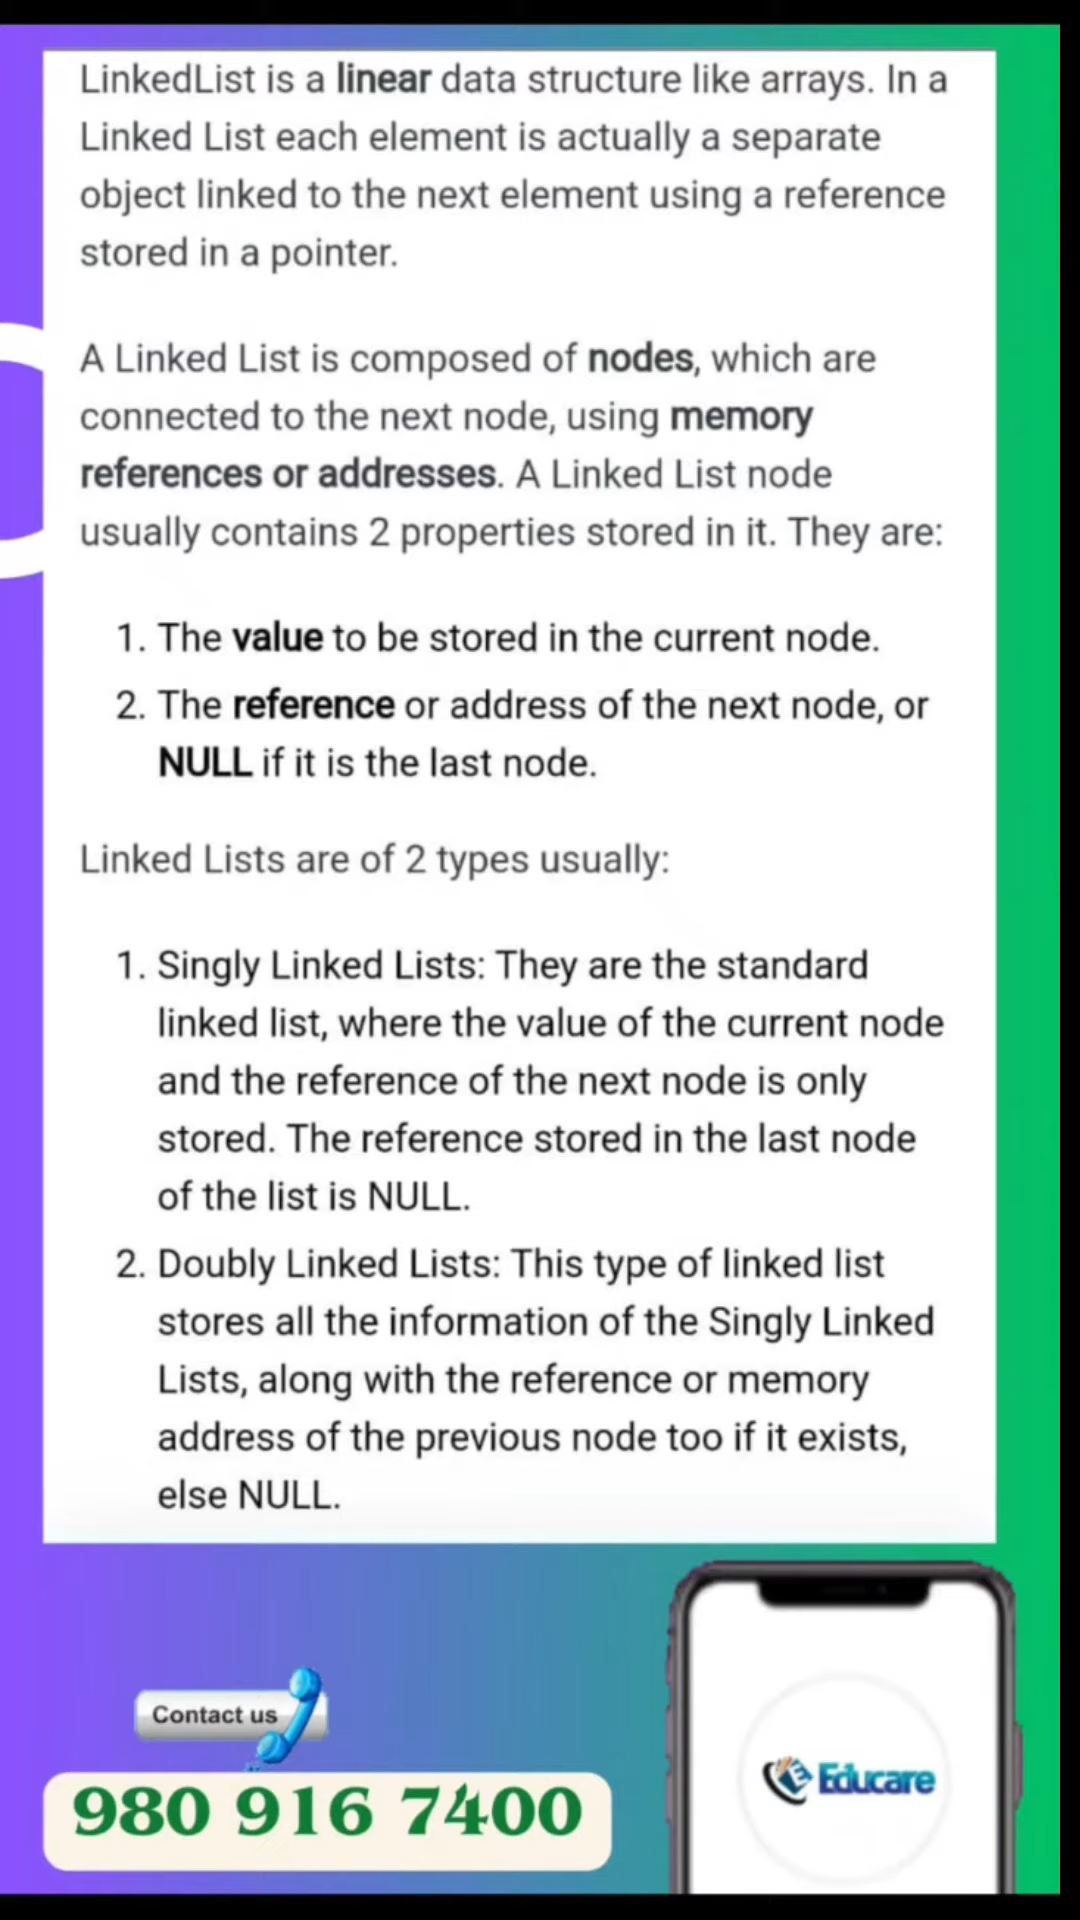 LinkedList is a linear data structure like arrays. In a
Linked List each element is actually a separate
object linked to the next element using a reference
stored in a pointer.
A Linked List is composed of nodes, which are
connected to the next node, using memory
references or addresses. A Linked List node
usually contains 2 properties stored in it. They are:
1. The value to be stored in the current node.
2. The reference or address of the next node, or
NULL if it is the last node.
Linked Lists are of 2 types usually:
1. Singly Linked Lists: They are the standard
linked list, where the value of the current node
and the reference of the next node is only
stored. The reference stored in the last node
of the list is NULL.
2. Doubly Linked Lists: This type of linked list
stores all the information of the Singly Linked
Lists, along with the reference or memory
address of the previous node too if it exists,
else NULL.
Contact us
980 916 7400
E Educare